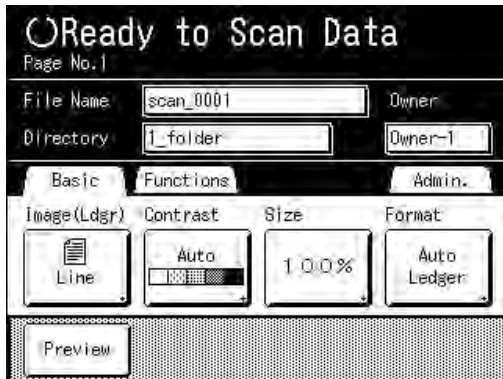 Ready to Scan Data
Page No.1
File Name scan_0001 Owner
Directory 1_folder Owner-1
Basic Functions Admin.
Image(Ldgr) Contrast Size Format
Line Auto 100% Auto Ledger
Preview